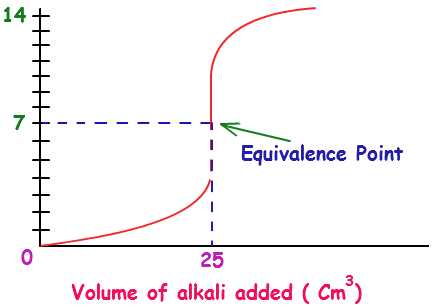 14
7
Equivalence Point
0
25
Volume of alkali added ( Cm³)